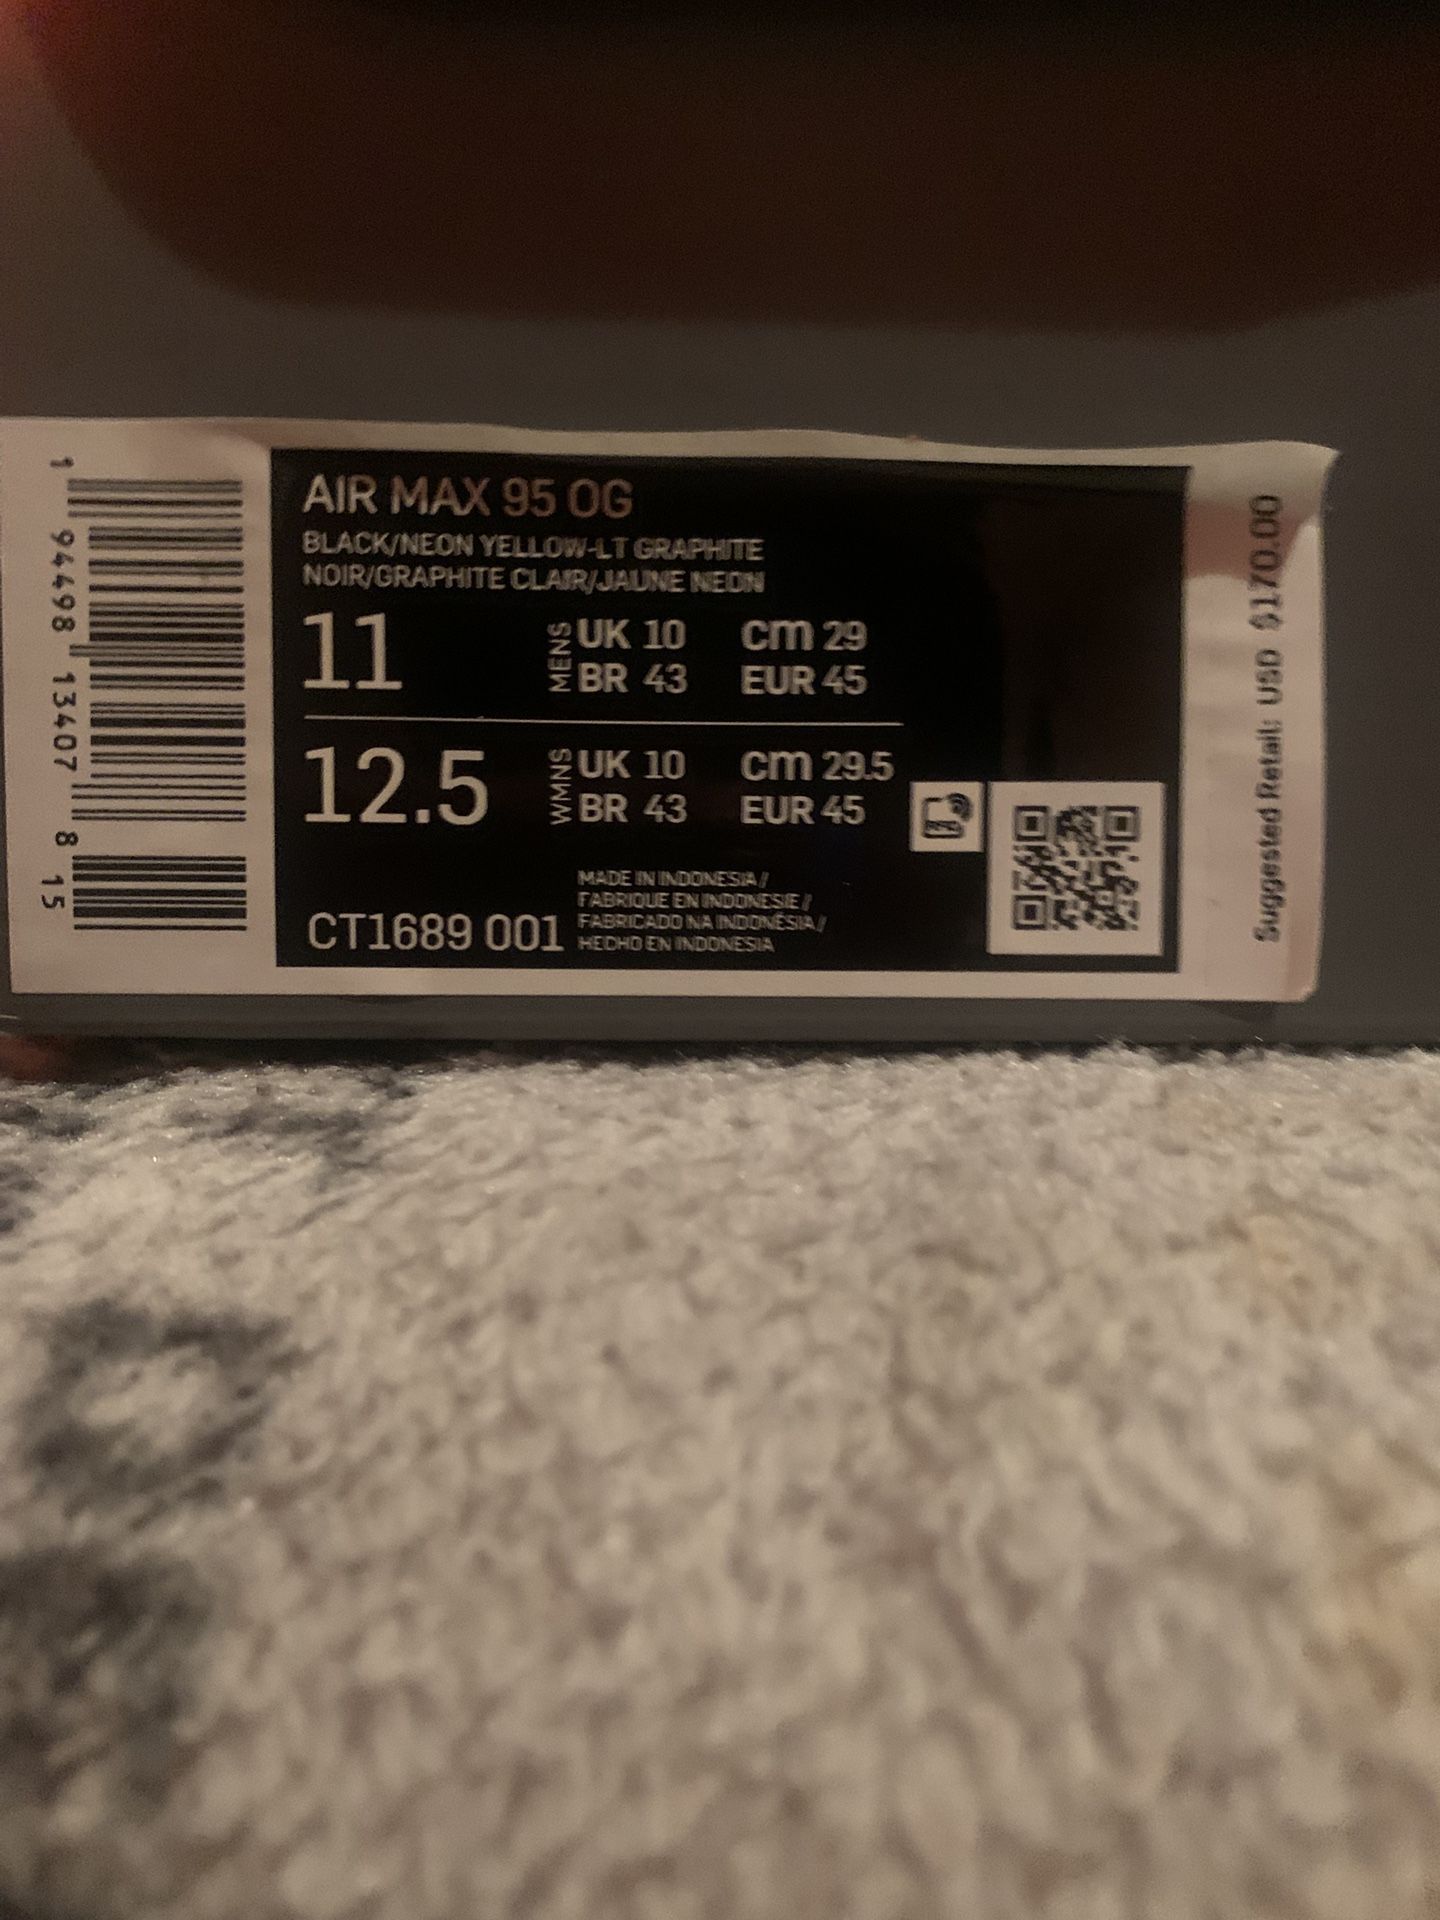 AIR MAX 95 OG
BLACK/NEON YELLOW-LT GRAPHITE
NOIR/GRAPHITE CLAIR/JAUNE NEON
11 MENS UK 10 cm 29
BR 43 EUR 45
12.5 WMNS UK 10 cm 29.5
BR 43 EUR 45
MADE IN INDONESIA /
FABRIQUE EN INDONESIE /
FABRICADO NA INDONÉSIA /
HECHO EN INDONESIA
CT1689 001
1 94498 13407 8 15
Suggested Retail: USD $170.00